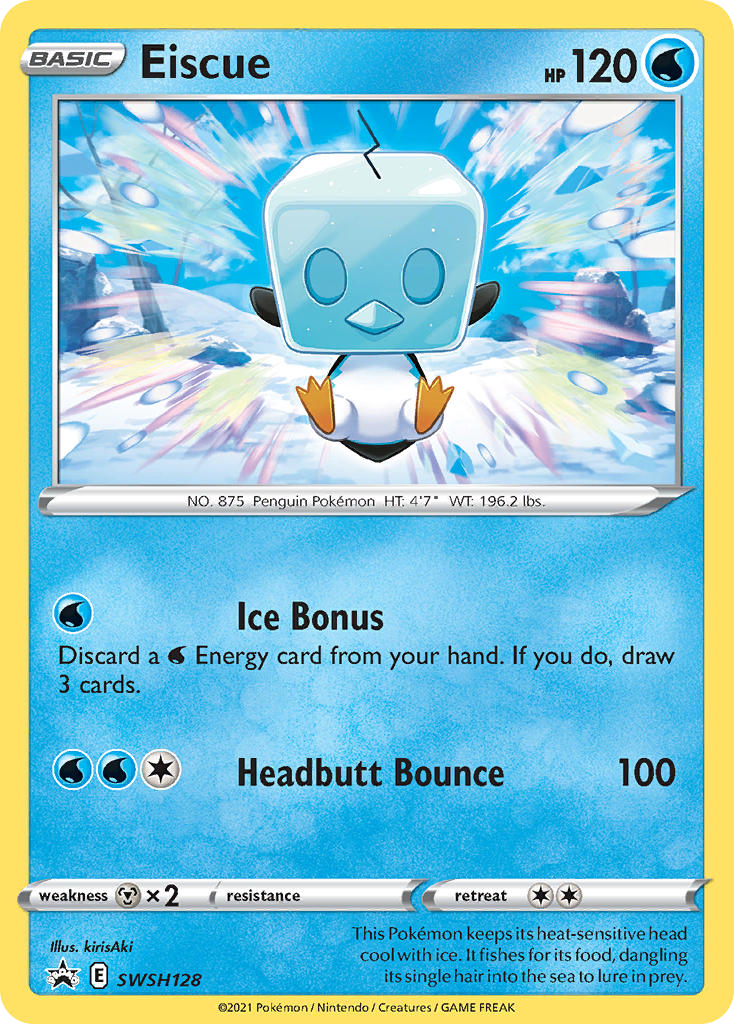 BASIC Eiscue HP 120
NO. 875 Penguin Pokémon HT: 4'7" WT: 196.2 lbs.
Ice Bonus
Discard a Energy card from your hand. If you do, draw
3 cards.
Headbutt Bounce 100
weakness ×2 resistance retreat
Illus. kirisAki
This Pokémon keeps its heat-sensitive head
cool with ice. It fishes for its food, dangling
its single hair into the sea to lure in prey.
E SWSH128
©2021 Pokémon / Nintendo / Creatures / GAME FREAK